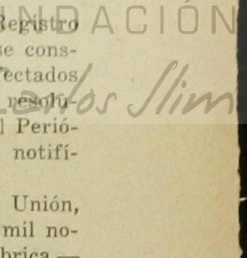 FUNDACIÓN
Registro
se cons-
fectados
resolu-
Carlos Slim
l Perió-
notifí-
Unión,
mil no-
brica.—